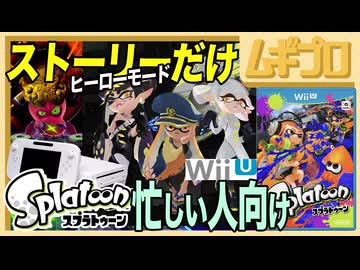 ストーリーだけ
ヒーローモード
ムギプロ
Wii U
WiiU
Splatoon
スプラトゥーン
忙しい人向け
Splatoon
スプラトゥーン